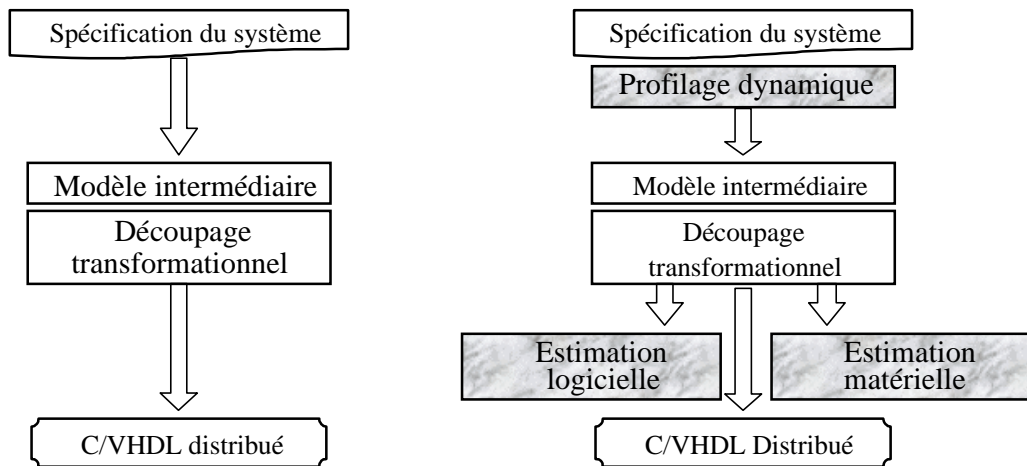 Spécification du système
Modèle intermédiaire
Découpage
transformationnel
C/VHDL distribué
Spécification du système
Profilage dynamique
Modèle intermédiaire
Découpage
transformationnel
Estimation
logicielle
Estimation
matérielle
C/VHDL Distribué